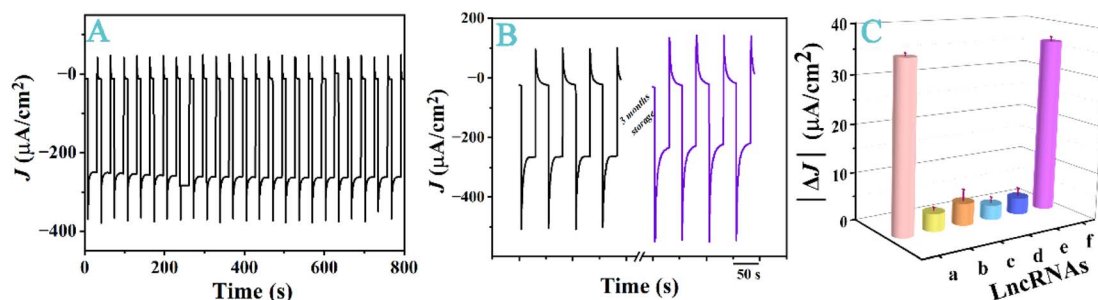 A
J (μA/cm²)
−0
−200
−400
0 200 400 600 800
Time (s)
B
J (μA/cm²)
200
−0
−200
−400
3 months
storage
50 s
Time (s)
C
|ΔJ| (μA/cm²)
40
30
20
10
0
a b c d e f
LncRNAs